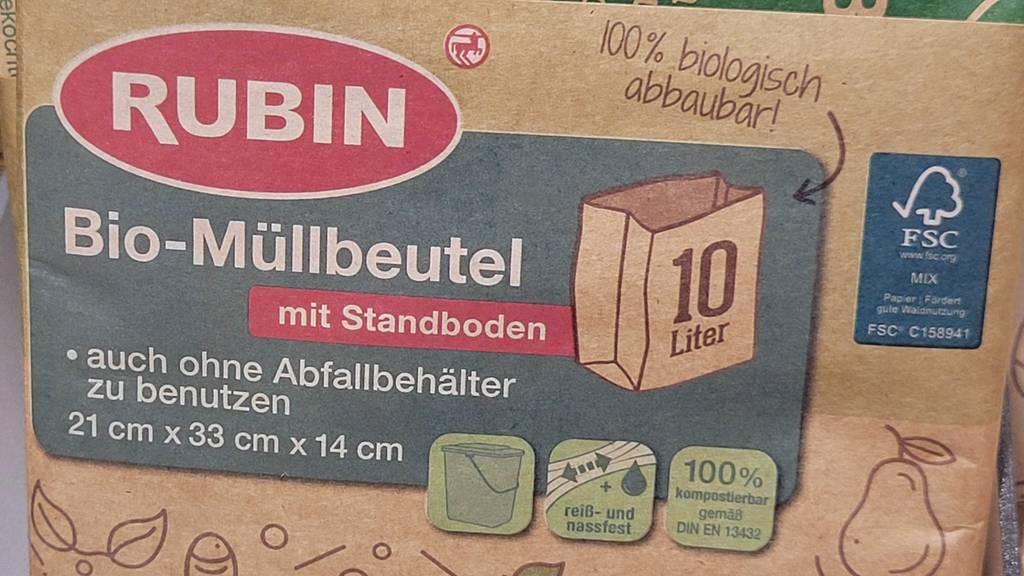 RUBIN
100% biologisch
abbaubar!
Bio-Müllbeutel
mit Standboden
• auch ohne Abfallbehälter
zu benutzen
21 cm x 33 cm x 14 cm
10
Liter
FSC
www.fsc.org
MIX
Papier | Fördert
gute Waldnutzung
FSC® C158941
+
reiß- und
nassfest
100%
kompostierbar
gemäß
DIN EN 13432